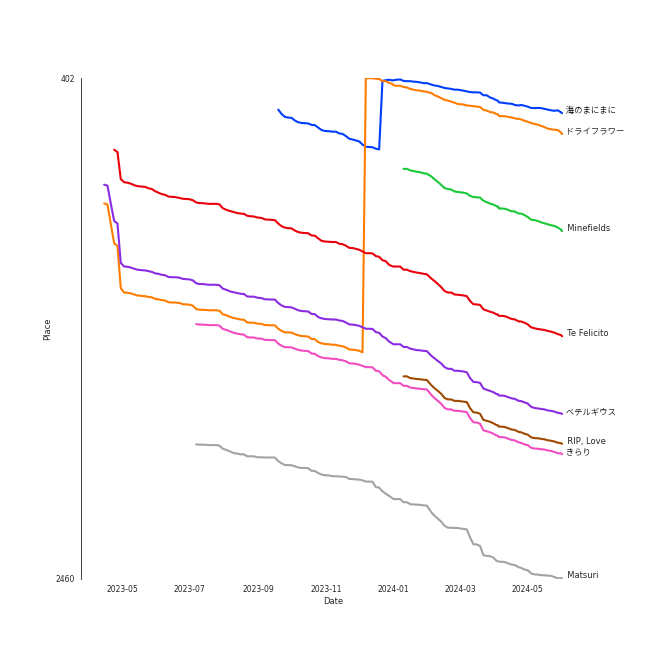 402
海のまにまに
ドライフラワー
Minefields
Place
Te Felicito
ベテルギウス
RIP, Love
きらり
Matsuri
2460
2023-05 2023-07 2023-09 2023-11 2024-01 2024-03 2024-05
Date